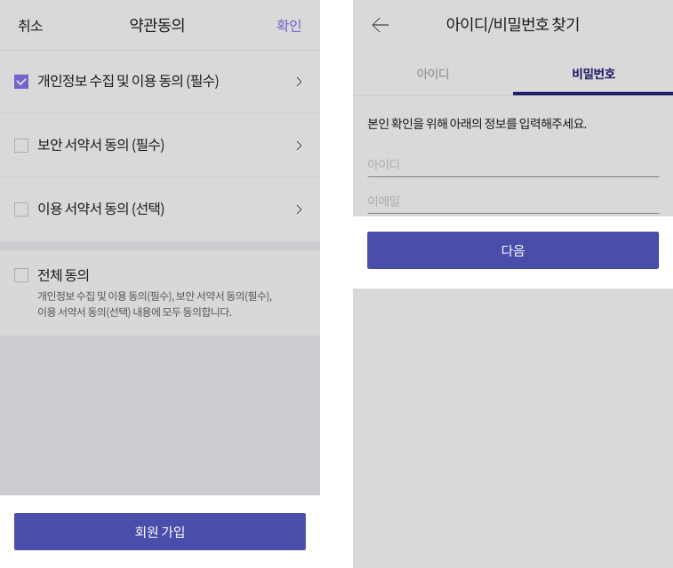 취소
약관동의
확인
개인정보 수집 및 이용 동의 (필수)
보안 서약서 동의 (필수)
이용 서약서 동의 (선택)
전체 동의
개인정보 수집 및 이용 동의(필수), 보안 서약서 동의(필수),
이용 서약서 동의(선택) 내용에 모두 동의합니다.
회원 가입
아이디/비밀번호 찾기
아이디
비밀번호
본인 확인을 위해 아래의 정보를 입력해주세요.
아이디
이메일
다음